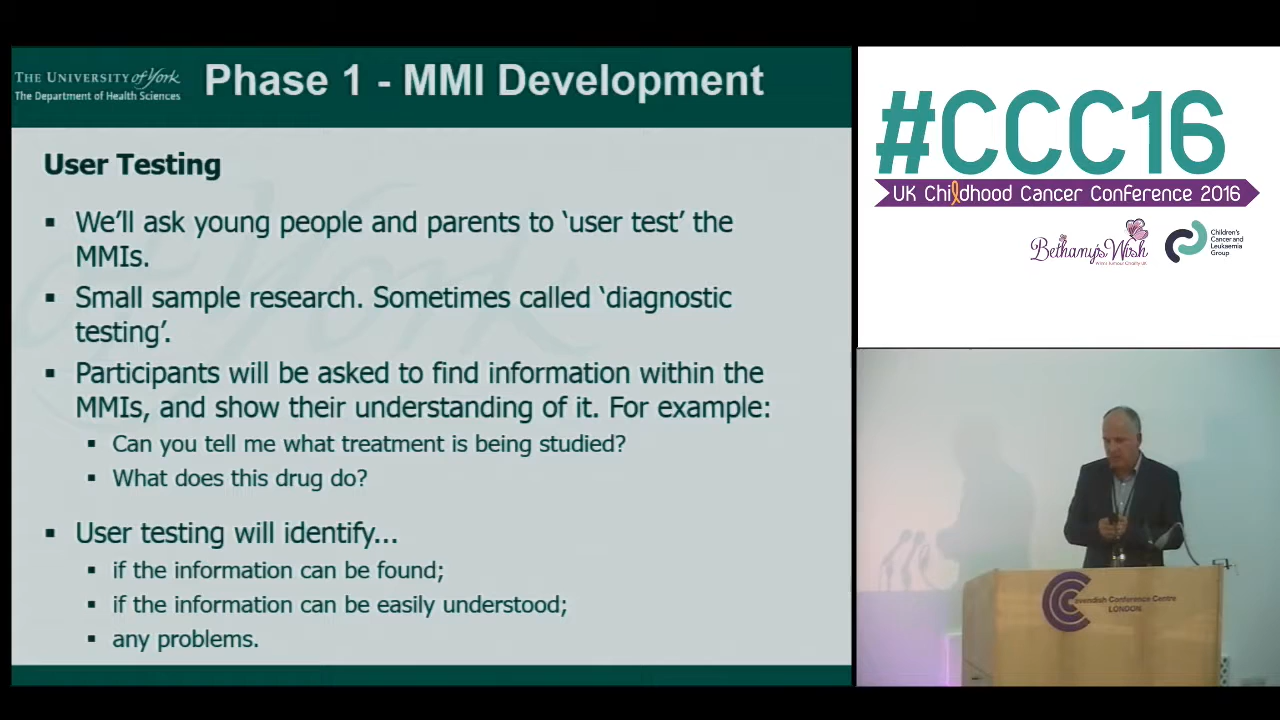 THE UNIVERSITY of York
The Department of Health Sciences
Phase 1 - MMI Development
User Testing
▪ We'll ask young people and parents to ‘user test’ the
MMIs.
▪ Small sample research. Sometimes called ‘diagnostic
testing’.
▪ Participants will be asked to find information within the
MMIs, and show their understanding of it. For example:
▪ Can you tell me what treatment is being studied?
▪ What does this drug do?
▪ User testing will identify...
▪ if the information can be found;
▪ if the information can be easily understood;
▪ any problems.
#CCC16
UK Childhood Cancer Conference 2016
Bethany's Wish
Children's
Cancer and
Leukaemia
Group
Cavendish Conference Centre
LONDON